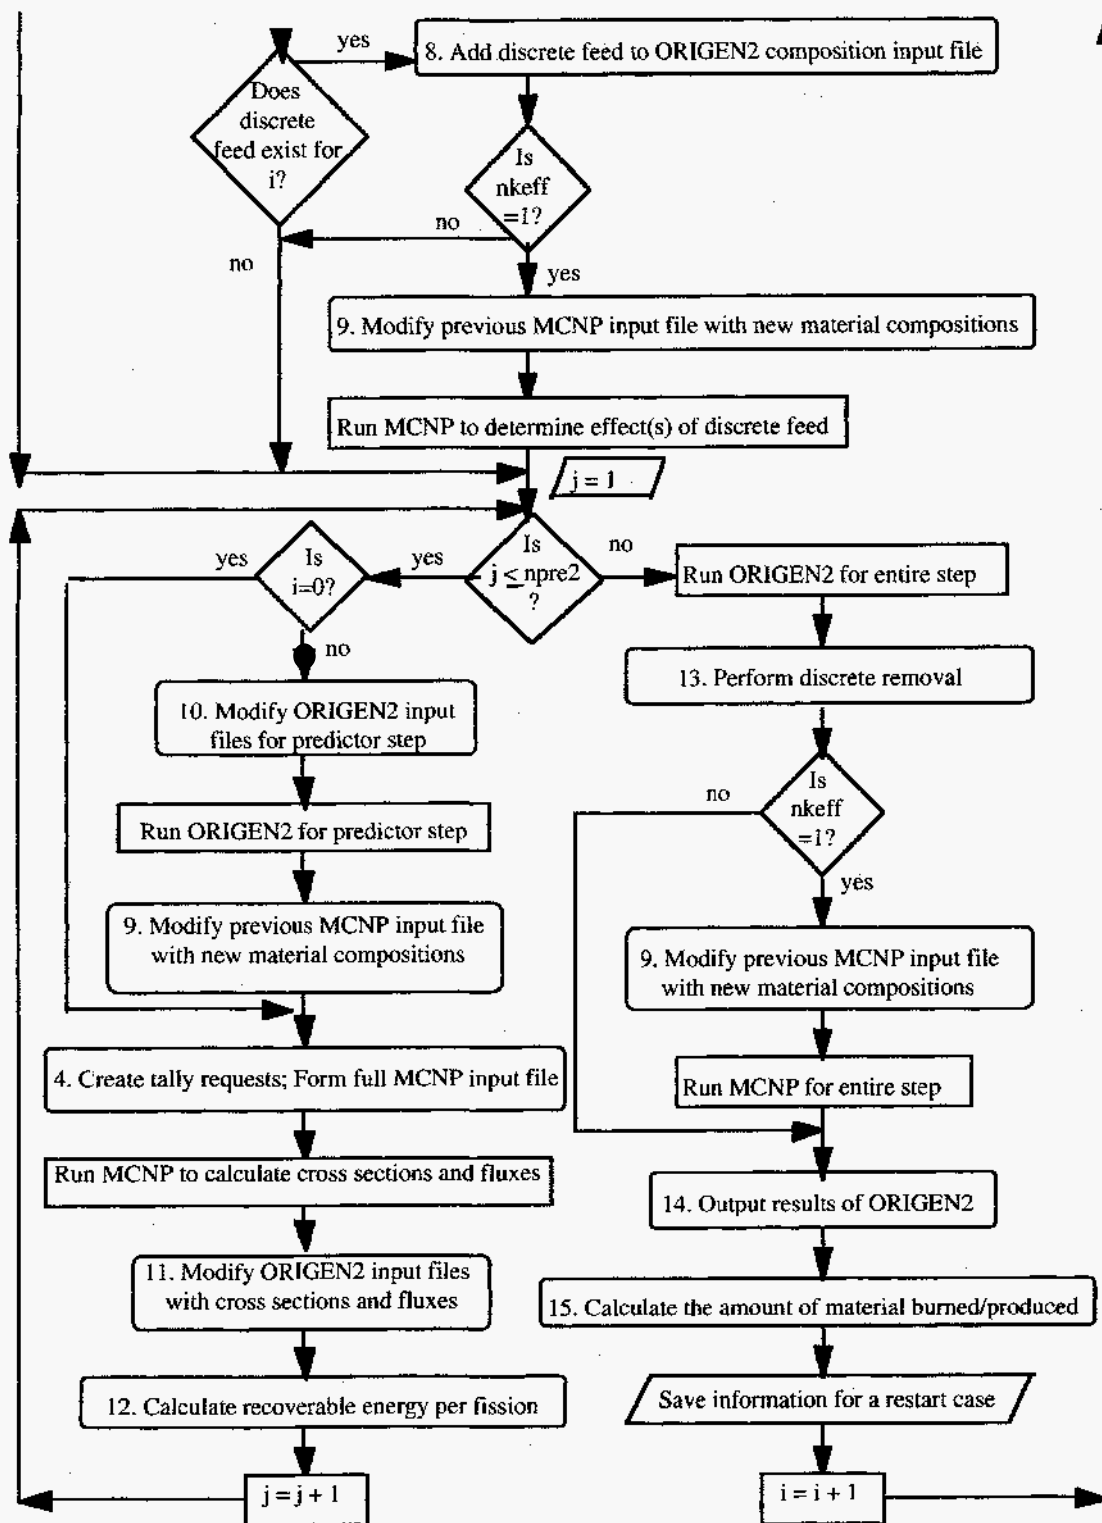 yes
8. Add discrete feed to ORIGEN2 composition input file
Does
discrete
feed exist for
i?
Is
nkeff
=1?
no
no
yes
9. Modify previous MCNP input file with new material compositions
Run MCNP to determine effect(s) of discrete feed
j = 1
yes
Is
i=0?
yes
Is
j ≤ npre2
?
no
Run ORIGEN2 for entire step
no
13. Perform discrete removal
10. Modify ORIGEN2 input
files for predictor step
no
Is
nkeff
=1?
Run ORIGEN2 for predictor step
yes
9. Modify previous MCNP input file
with new material compositions
9. Modify previous MCNP input file
with new material compositions
4. Create tally requests; Form full MCNP input file
Run MCNP for entire step
Run MCNP to calculate cross sections and fluxes
14. Output results of ORIGEN2
11. Modify ORIGEN2 input files
with cross sections and fluxes
15. Calculate the amount of material burned/produced
12. Calculate recoverable energy per fission
Save information for a restart case
j = j + 1
i = i + 1